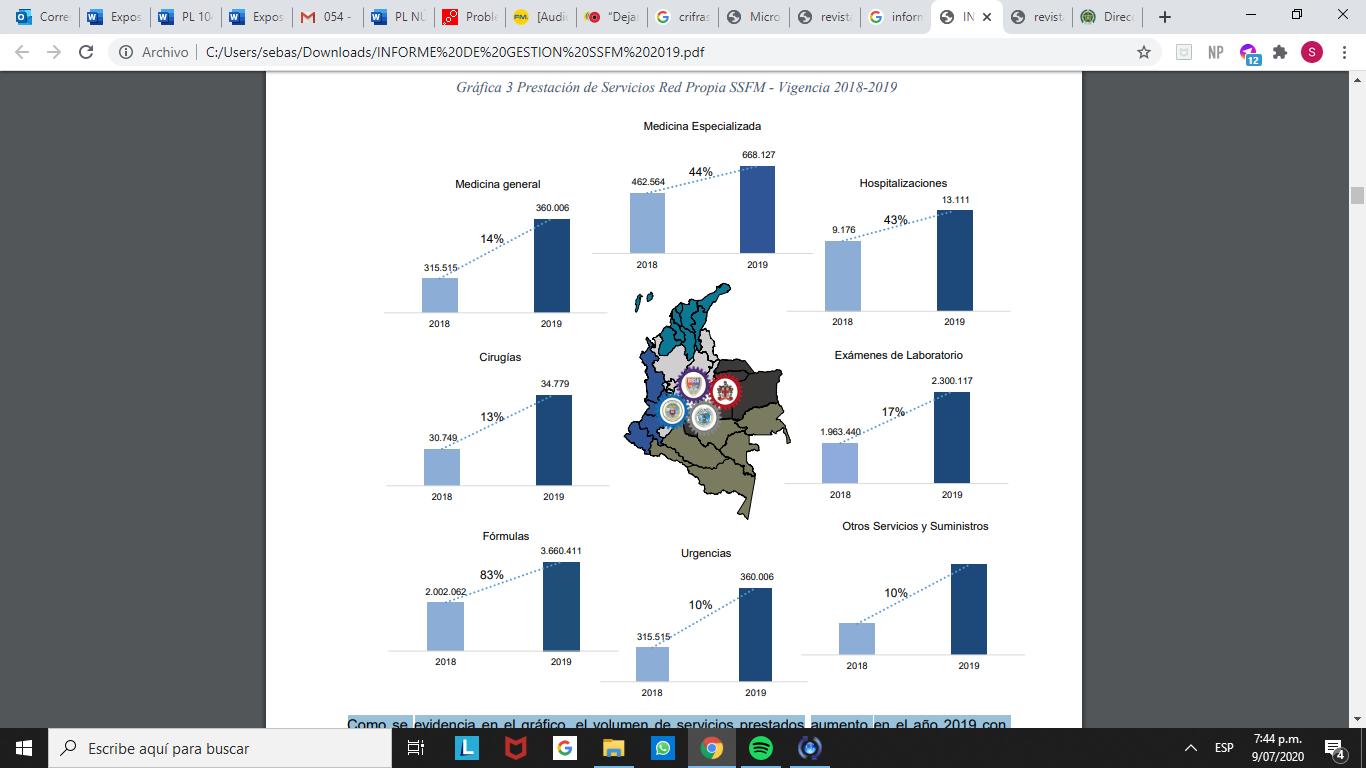 Corre
Expos
PL 10
Expos
054 -
PL NÚ
Proble
[Audio
"Dejar
crifras
Micro
revista
inform
IN
revist
Direc
Archivo
C:/Users/sebas/Downloads/INFORME%20DE%20GESTION%20SSFM%202019.pdf
NP
12
S
Gráfica 3 Prestación de Servicios Red Propia SSFM - Vigencia 2018-2019
Medicina Especializada
462.564
44%
668.127
2018
2019
Medicina general
315.515
14%
360.006
2018
2019
Hospitalizaciones
9.176
43%
13.111
2018
2019
Cirugías
30.749
13%
34.779
2018
2019
Exámenes de Laboratorio
1.963.440
17%
2.300.117
2018
2019
Fórmulas
2.002.062
83%
3.660.411
2018
2019
Urgencias
315.515
10%
360.006
2018
2019
Otros Servicios y Suministros
10%
2018
2019
Como se evidencia en el gráfico, el volumen de servicios prestados aumento en el año 2019 con
Escribe aquí para buscar
L
G
ESP
7:44 p.m.
9/07/2020
4